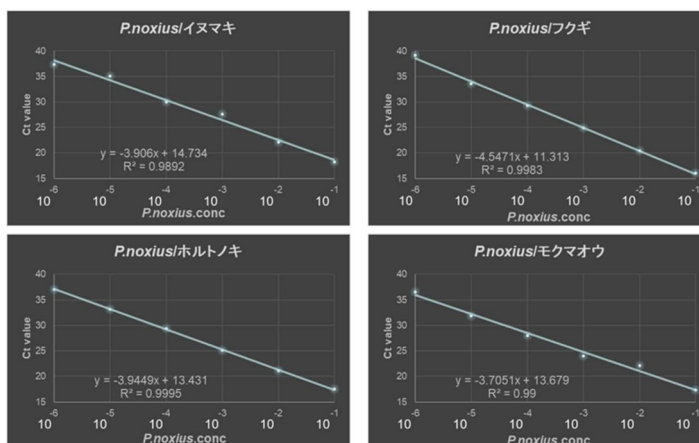 P.noxius/イヌマキ
40
35
30
25
20
15
Ct value
y = -3.906x + 14.734
R² = 0.9892
-6 -5 -4 -3 -2 -1
10 10 10 10 10 10
P.noxius.conc
P.noxius/フクギ
40
35
30
25
20
15
Ct value
y = -4.5471x + 11.313
R² = 0.9983
-6 -5 -4 -3 -2 -1
10 10 10 10 10 10
P.noxius.conc
P.noxius/ホルトノキ
40
35
30
25
20
15
Ct value
y = -3.9449x + 13.431
R² = 0.9995
-6 -5 -4 -3 -2 -1
10 10 10 10 10 10
P.noxius.conc
P.noxius/モクマオウ
40
35
30
25
20
15
Ct value
y = -3.7051x + 13.679
R² = 0.99
-6 -5 -4 -3 -2 -1
10 10 10 10 10 10
P.noxius.conc